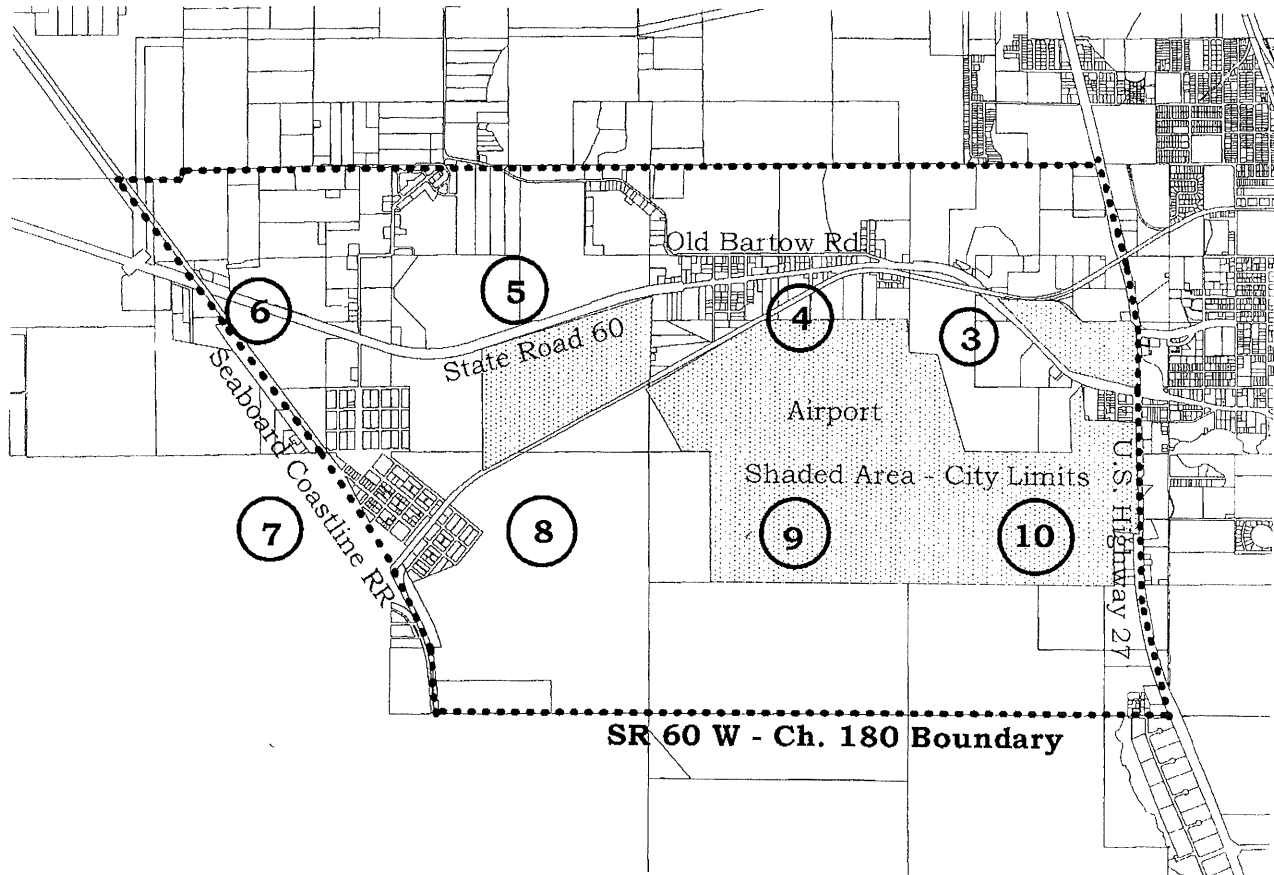 Old Bartow Rd
5
6
4
3
State Road 60
Seaboard Coastline RR
Airport
Shaded Area - City Limits
U.S. Highway 27
7
8
9
10
SR 60 W - Ch. 180 Boundary